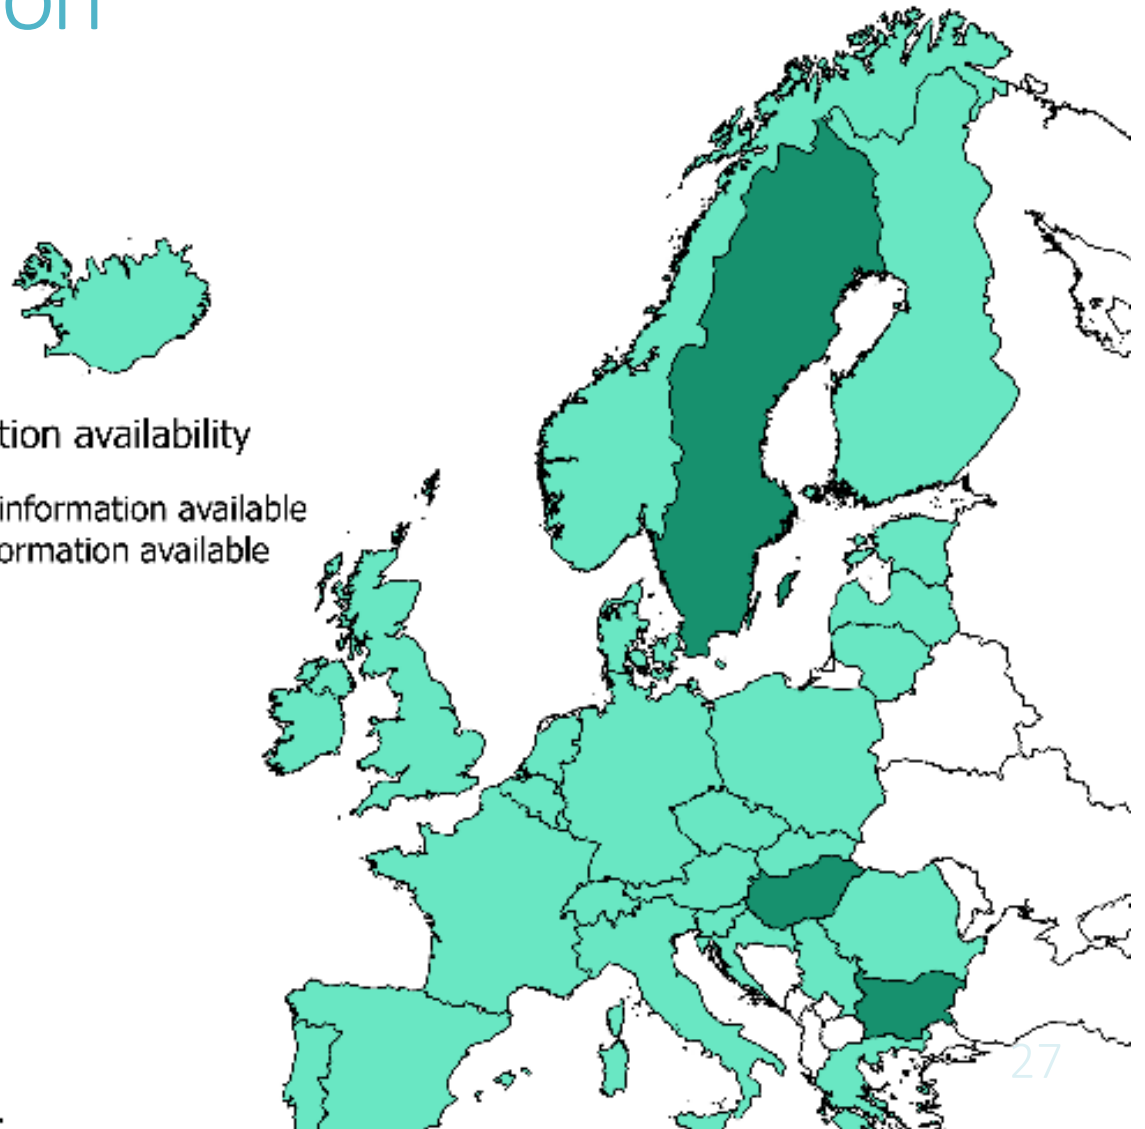 on
tion availability
information available
ormation available
27